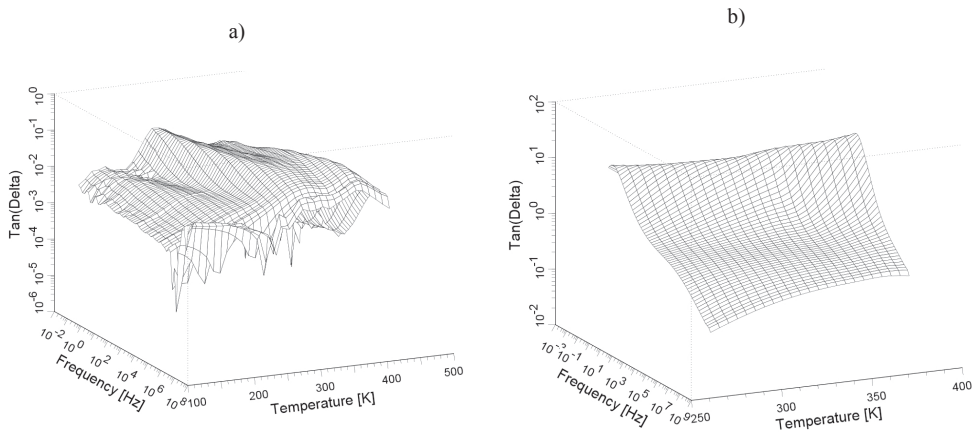 a)
10^0
10^-1
10^-2
10^-3
10^-4
10^-5
10^-6
Tan(Delta)
10^-2 10^0 10^2 10^4 10^6 10^8
Frequency [Hz]
100 200 300 400 500
Temperature [K]
b)
10^2
10^1
10^0
10^-1
10^-2
Tan(Delta)
10^-2 10^-1 10^1 10^3 10^5 10^7 10^9
Frequency [Hz]
250 300 350 400
Temperature [K]